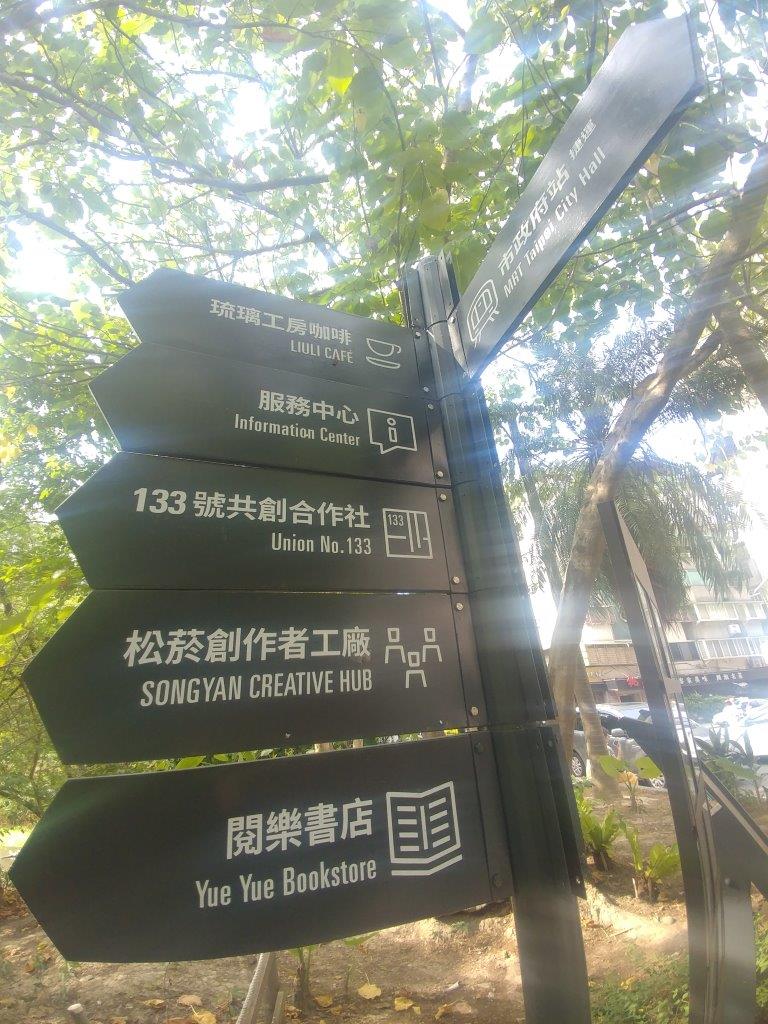 市政府站 捷運
MRT Taipei City Hall
琉璃工房咖啡
LIULI CAFÉ
服務中心
Information Center
133號共創合作社
133
Union No.133
松菸創作者工廠
SONGYAN CREATIVE HUB
閱樂書店
Yue Yue Bookstore